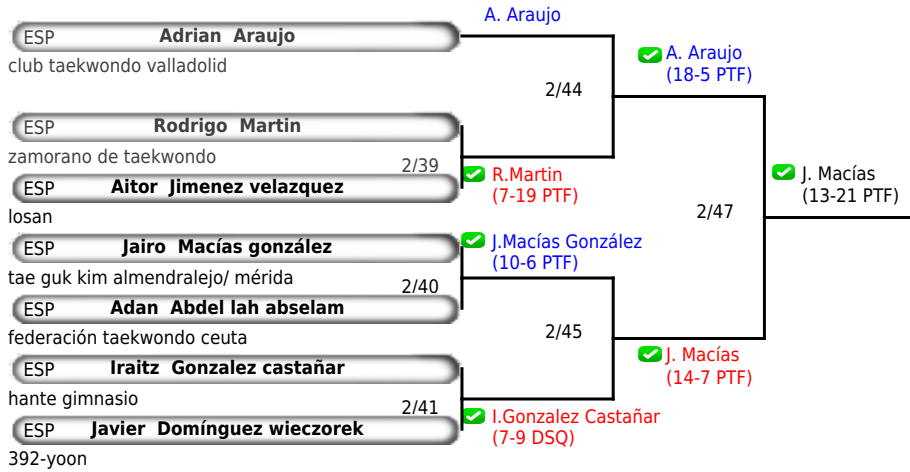 A. Araujo
ESP Adrian Araujo
club taekwondo valladolid
A. Araujo
(18-5 PTF)
2/44
ESP Rodrigo Martin
zamorano de taekwondo
2/39
ESP Aitor Jimenez velazquez
losan
R.Martin
(7-19 PTF)
J. Macías
(13-21 PTF)
2/47
ESP Jairo Macías gonzález
tae guk kim almendralejo/ mérida
J.Macías González
(10-6 PTF)
2/40
ESP Adan Abdel lah abselam
federación taekwondo ceuta
2/45
ESP Iraitz Gonzalez castañar
hante gimnasio
J. Macías
(14-7 PTF)
2/41
ESP Javier Domínguez wieczorek
392-yoon
I.Gonzalez Castañar
(7-9 DSQ)